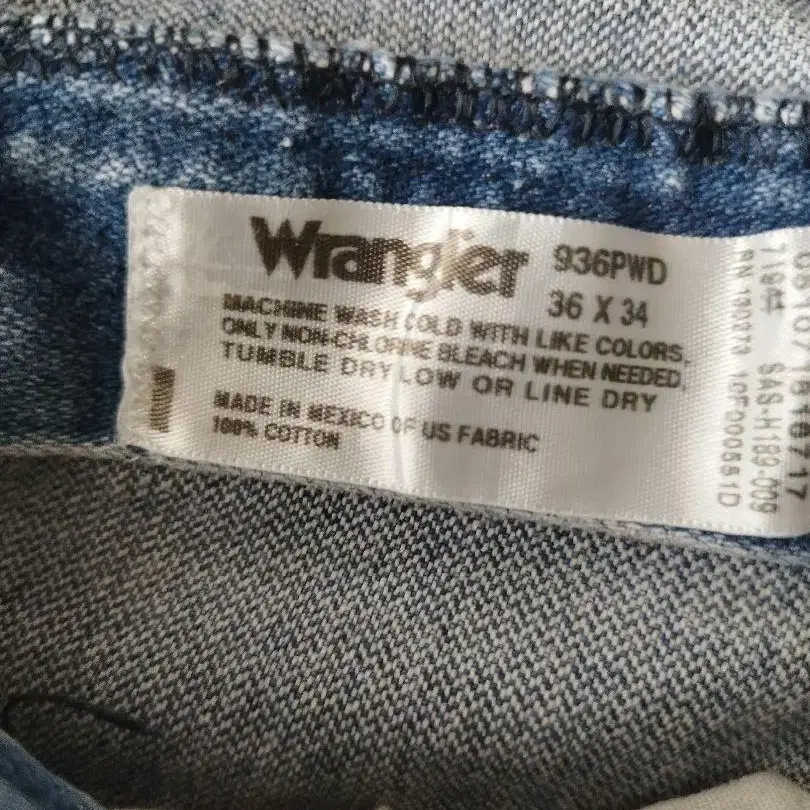 Wrangler 936PWD
36 X 34
MACHINE WASH COLD WITH LIKE COLORS.
ONLY NON-CHLORINE BLEACH WHEN NEEDED.
TUMBLE DRY LOW OR LINE DRY
MADE IN MEXICO OF US FABRIC
100% COTTON
SAS-H189-009